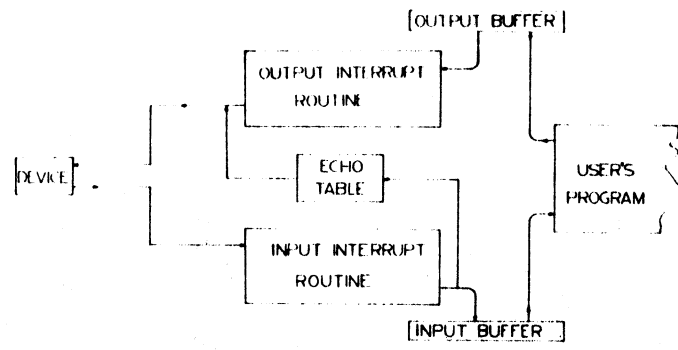 OUTPUT BUFFER
OUTPUT INTERRUPT
ROUTINE
ECHO
TABLE
DEVICE
USER'S
PROGRAM
INPUT INTERRUPT
ROUTINE
INPUT BUFFER